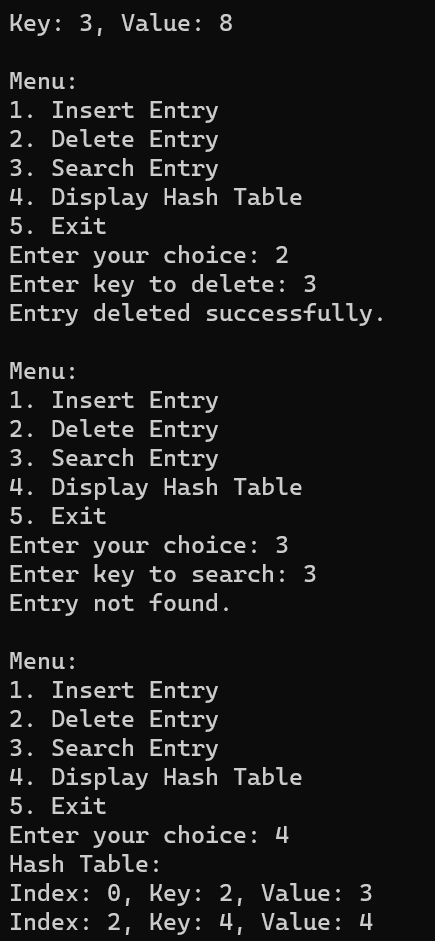 Key: 3, Value: 8
Menu:
1. Insert Entry
2. Delete Entry
3. Search Entry
4. Display Hash Table
5. Exit
Enter your choice: 2
Enter key to delete: 3
Entry deleted successfully.
Menu:
1. Insert Entry
2. Delete Entry
3. Search Entry
4. Display Hash Table
5. Exit
Enter your choice: 3
Enter key to search: 3
Entry not found.
Menu:
1. Insert Entry
2. Delete Entry
3. Search Entry
4. Display Hash Table
5. Exit
Enter your choice: 4
Hash Table:
Index: 0, Key: 2, Value: 3
Index: 2, Key: 4, Value: 4